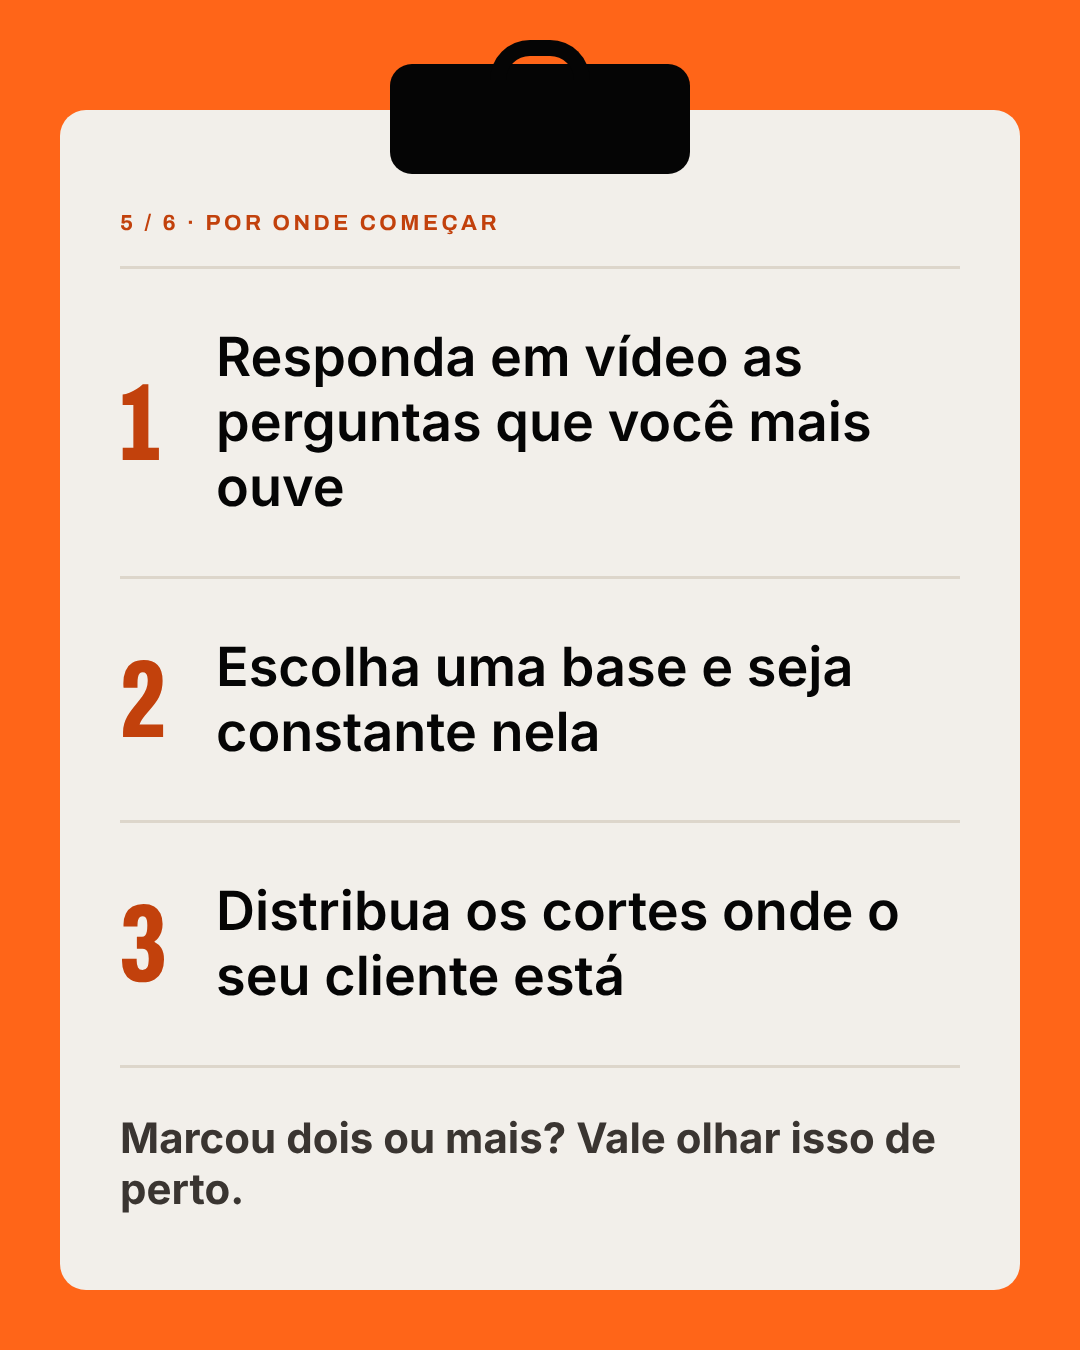 5 / 6 · POR ONDE COMEÇAR
1
Responda em vídeo as
perguntas que você mais
ouve
2
Escolha uma base e seja
constante nela
3
Distribua os cortes onde o
seu cliente está
Marcou dois ou mais? Vale olhar isso de
perto.